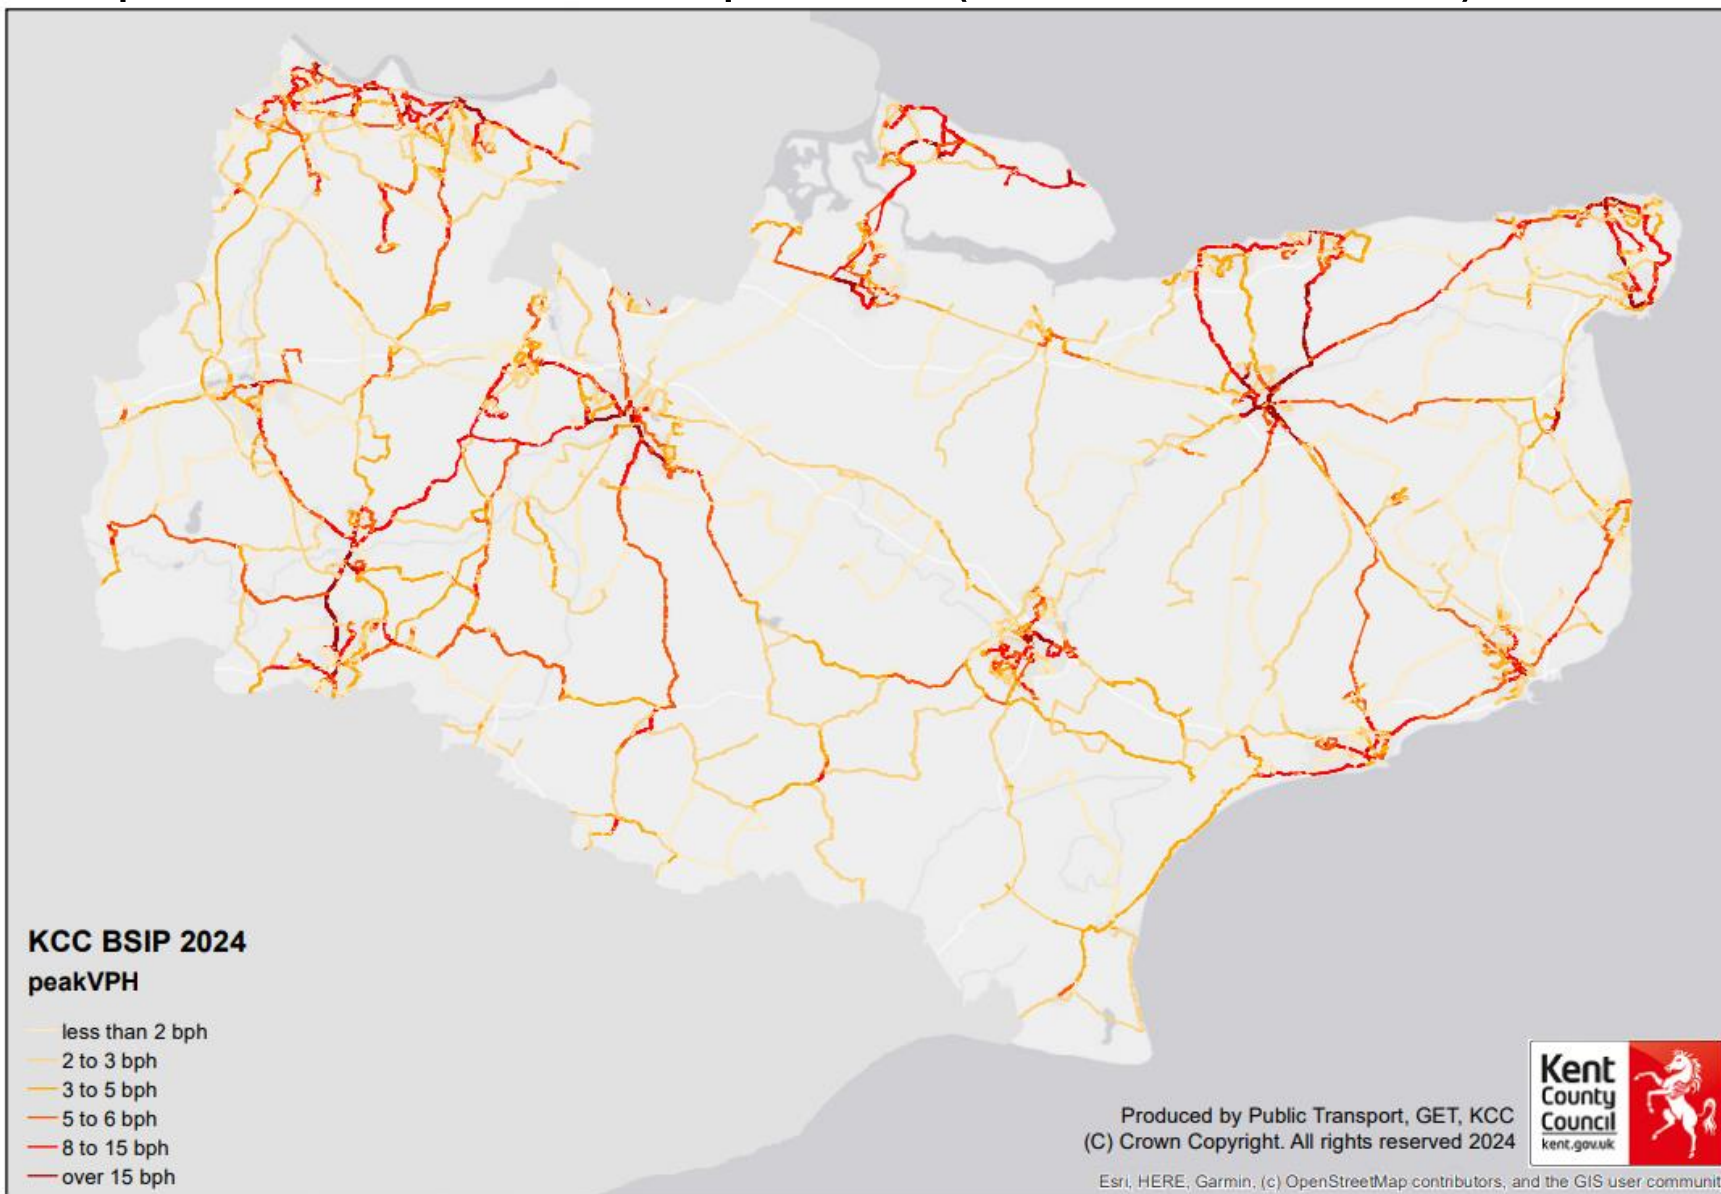 KCC BSIP 2024
peakVPH
less than 2 bph
2 to 3 bph
3 to 5 bph
5 to 6 bph
8 to 15 bph
over 15 bph
Produced by Public Transport, GET, KCC
(C) Crown Copyright. All rights reserved 2024
Kent
County
Council
kent.gov.uk
Esri, HERE, Garmin, (c) OpenStreetMap contributors, and the GIS user communit